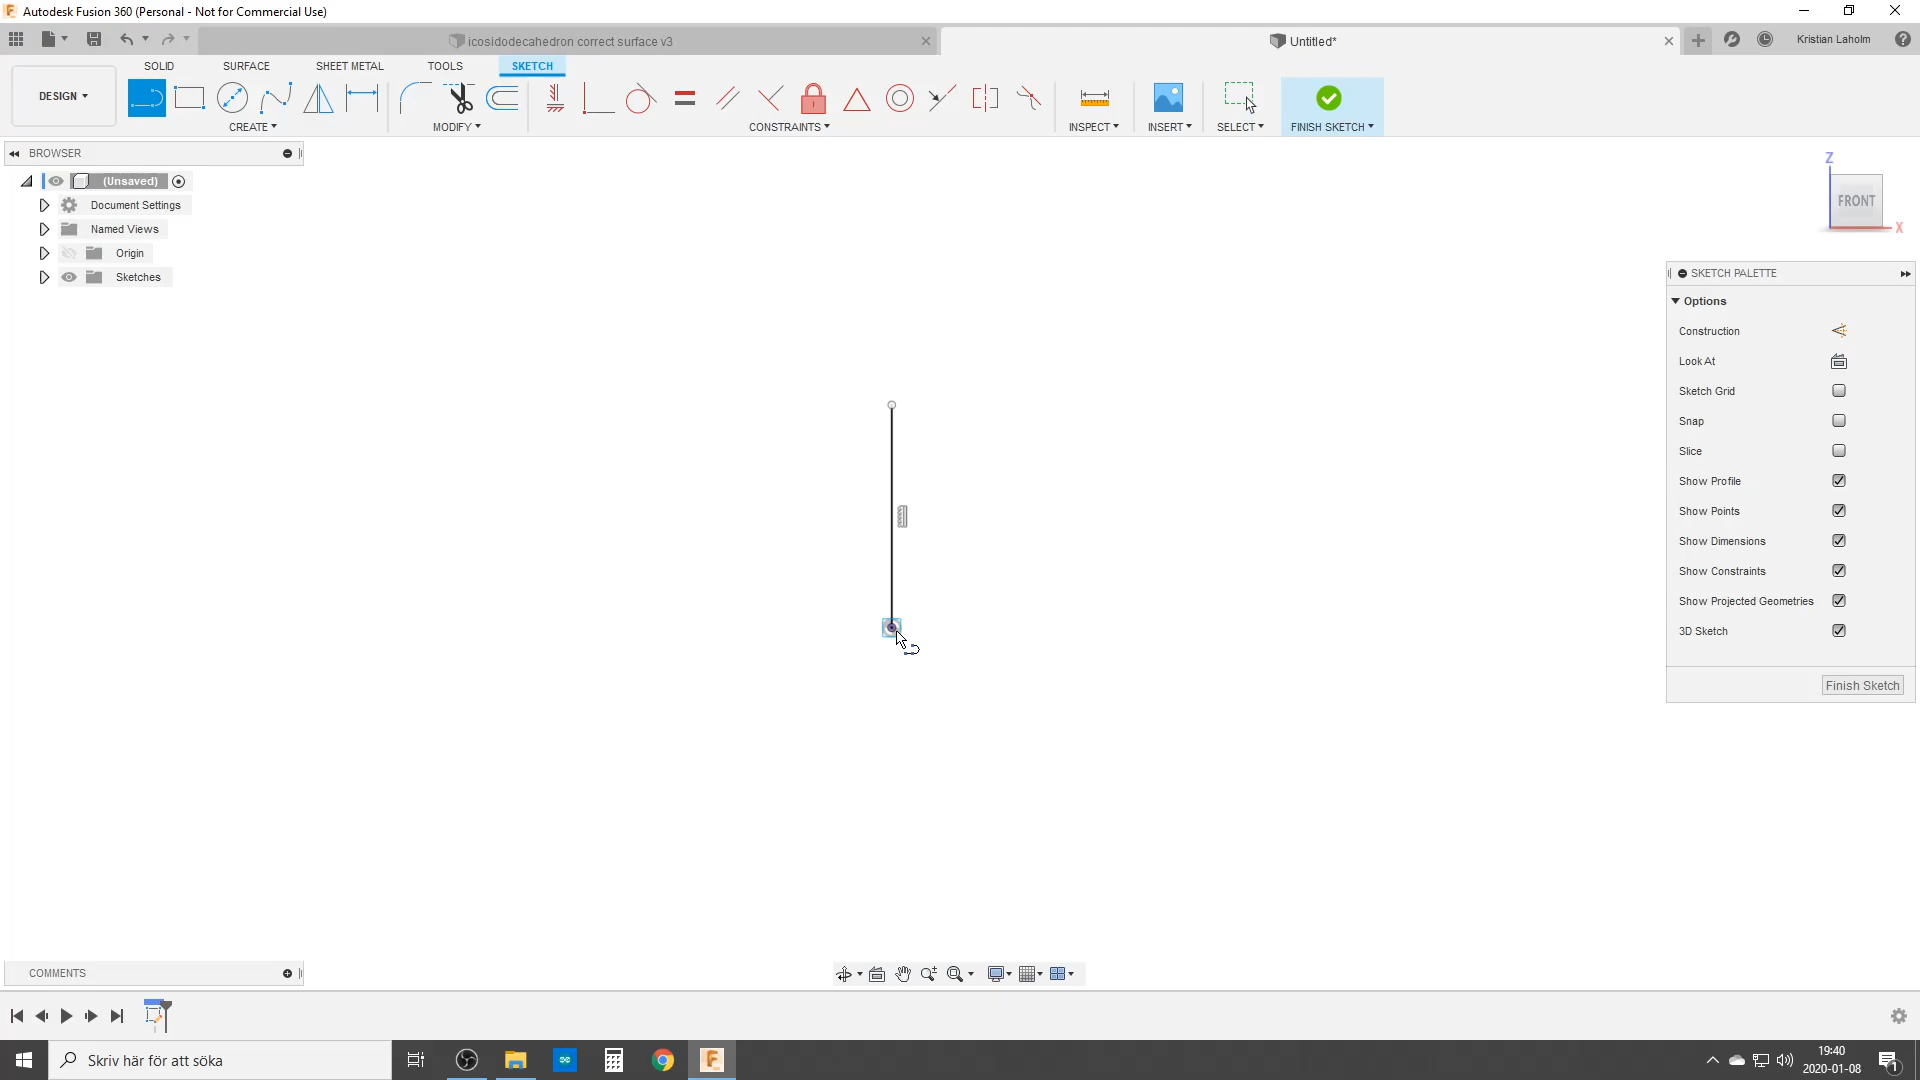 Autodesk Fusion 360 (Personal - Not for Commercial Use)
icosidodecahedron correct surface v3
Untitled*
Kristian Laholm
SOLID
SURFACE
SHEET METAL
TOOLS
SKETCH
DESIGN
CREATE
MODIFY
CONSTRAINTS
INSPECT
INSERT
SELECT
FINISH SKETCH
BROWSER
(Unsaved)
Document Settings
Named Views
Origin
Sketches
Z
FRONT
X
SKETCH PALETTE
Options
Construction
Look At
Sketch Grid
Snap
Slice
Show Profile
Show Points
Show Dimensions
Show Constraints
Show Projected Geometries
3D Sketch
Finish Sketch
COMMENTS
Skriv här för att söka
19:40
2020-01-08
1